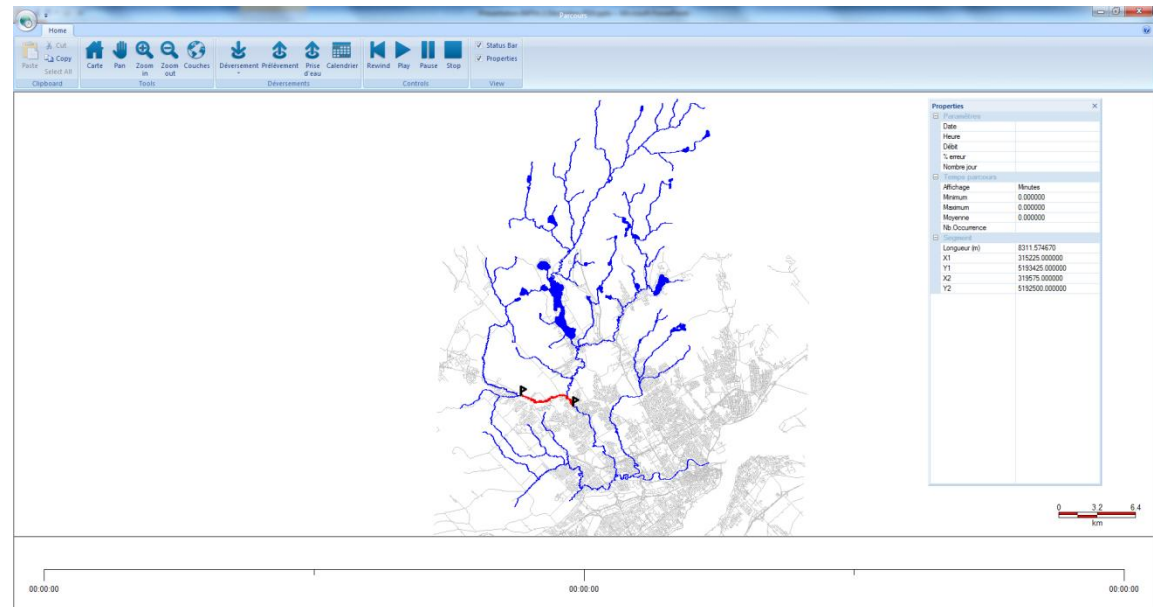 Parcours
Home
Paste
Cut
Copy
Select All
Clipboard
Carte
Pan
Zoom in
Zoom out
Couches
Tools
Déversement
Prélèvement
Prise d'eau
Calendrier
Déversements
Rewind
Play
Pause
Stop
Controls
Status Bar
Properties
View
Properties
Paramètres
Date
Heure
Débit
% erreur
Nombre jour
Temps parcours
Affichage Minutes
Minimum 0.000000
Maximum 0.000000
Moyenne 0.000000
Nb Occurrence
Segment
Longueur (m) 8311.574670
X1 315225.000000
Y1 5193425.000000
X2 319575.000000
Y2 5192500.000000
0 3.2 6.4
km
00:00:00 00:00:00 00:00:00